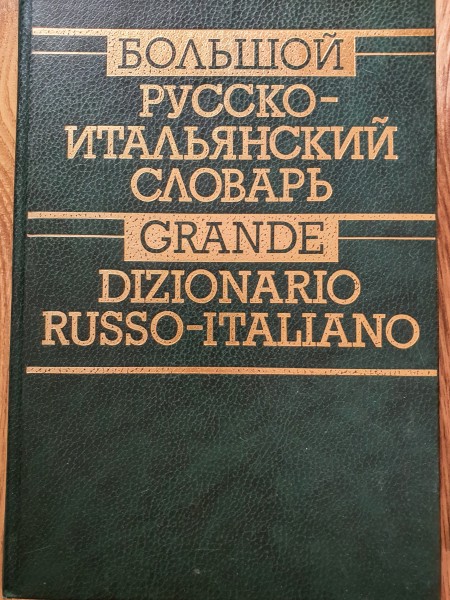 БОЛЬШОЙ
РУССКО-
ИТАЛЬЯНСКИЙ
СЛОВАРЬ
GRANDE
DIZIONARIO
RUSSO-ITALIANO